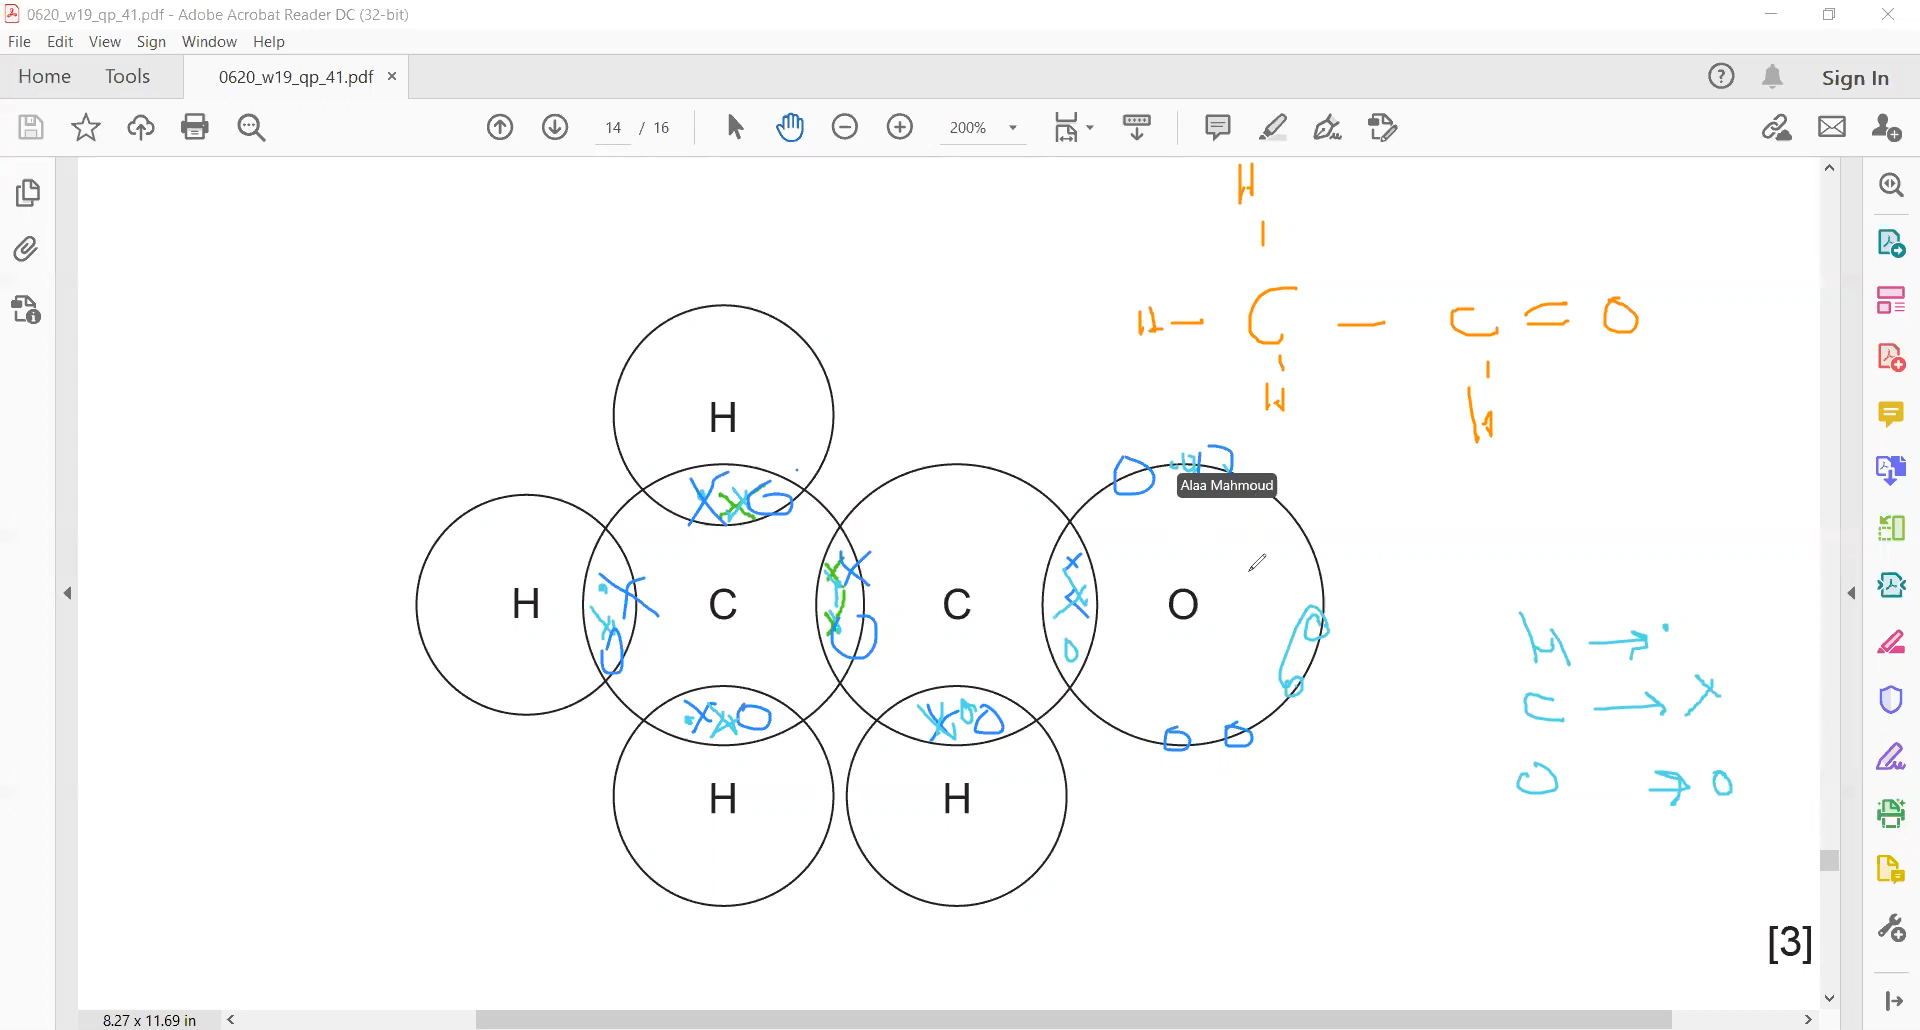 0620_w19_qp_41.pdf - Adobe Acrobat Reader DC (32-bit)
File Edit View Sign Window Help
Home Tools 0620_w19_qp_41.pdf × Sign In
14 / 16 200%
H
H - C - C = O
H H
H
Alaa Mahmoud
H C C O
H → •
C → X
O → O
H H
[3]
8.27 x 11.69 in